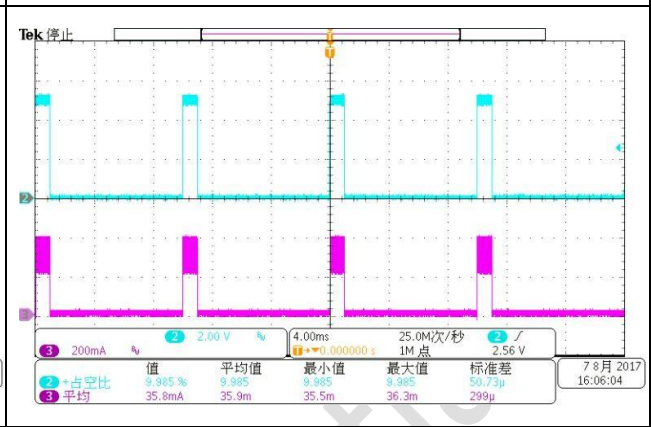 Tek 停止
T
T
2
3
2 2.00 V 4.00ms 25.0M次/秒 2 ∫
3 200mA T→▼0.000000 s 1M 点 2.56 V
值 平均值 最小值 最大值 标准差
2 +占空比 9.985 % 9.985 9.985 9.985 50.73µ
3 平均 35.8mA 35.9m 35.5m 36.3m 299µ
7 8月 2017
16:06:04